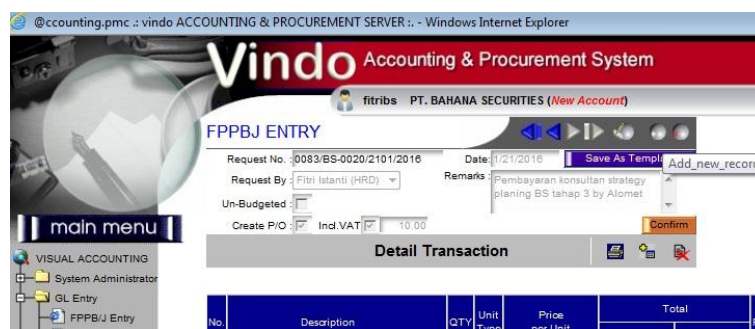 @ccounting.pmc .: vindo ACCOUNTING & PROCUREMENT SERVER :. - Windows Internet Explorer
Vindo Accounting & Procurement System
fitribs PT. BAHANA SECURITIES (New Account)
FPPBJ ENTRY
Request No. : 0083/BS-0020/2101/2016 Date: 1/21/2016 Save As Templa
Add_new_record
Request By : Fitri Istanti (HRD) Remarks : Pembayaran konsultan strategy
planing BS tahap 3 by Alomet
Un-Budgeted :
Create P/O : Incl.VAT 10.00 Confirm
main menu
Detail Transaction
VISUAL ACCOUNTING
System Administrator
GL Entry
FPPB/J Entry
No. Description QTY Unit Type Price per Unit Total